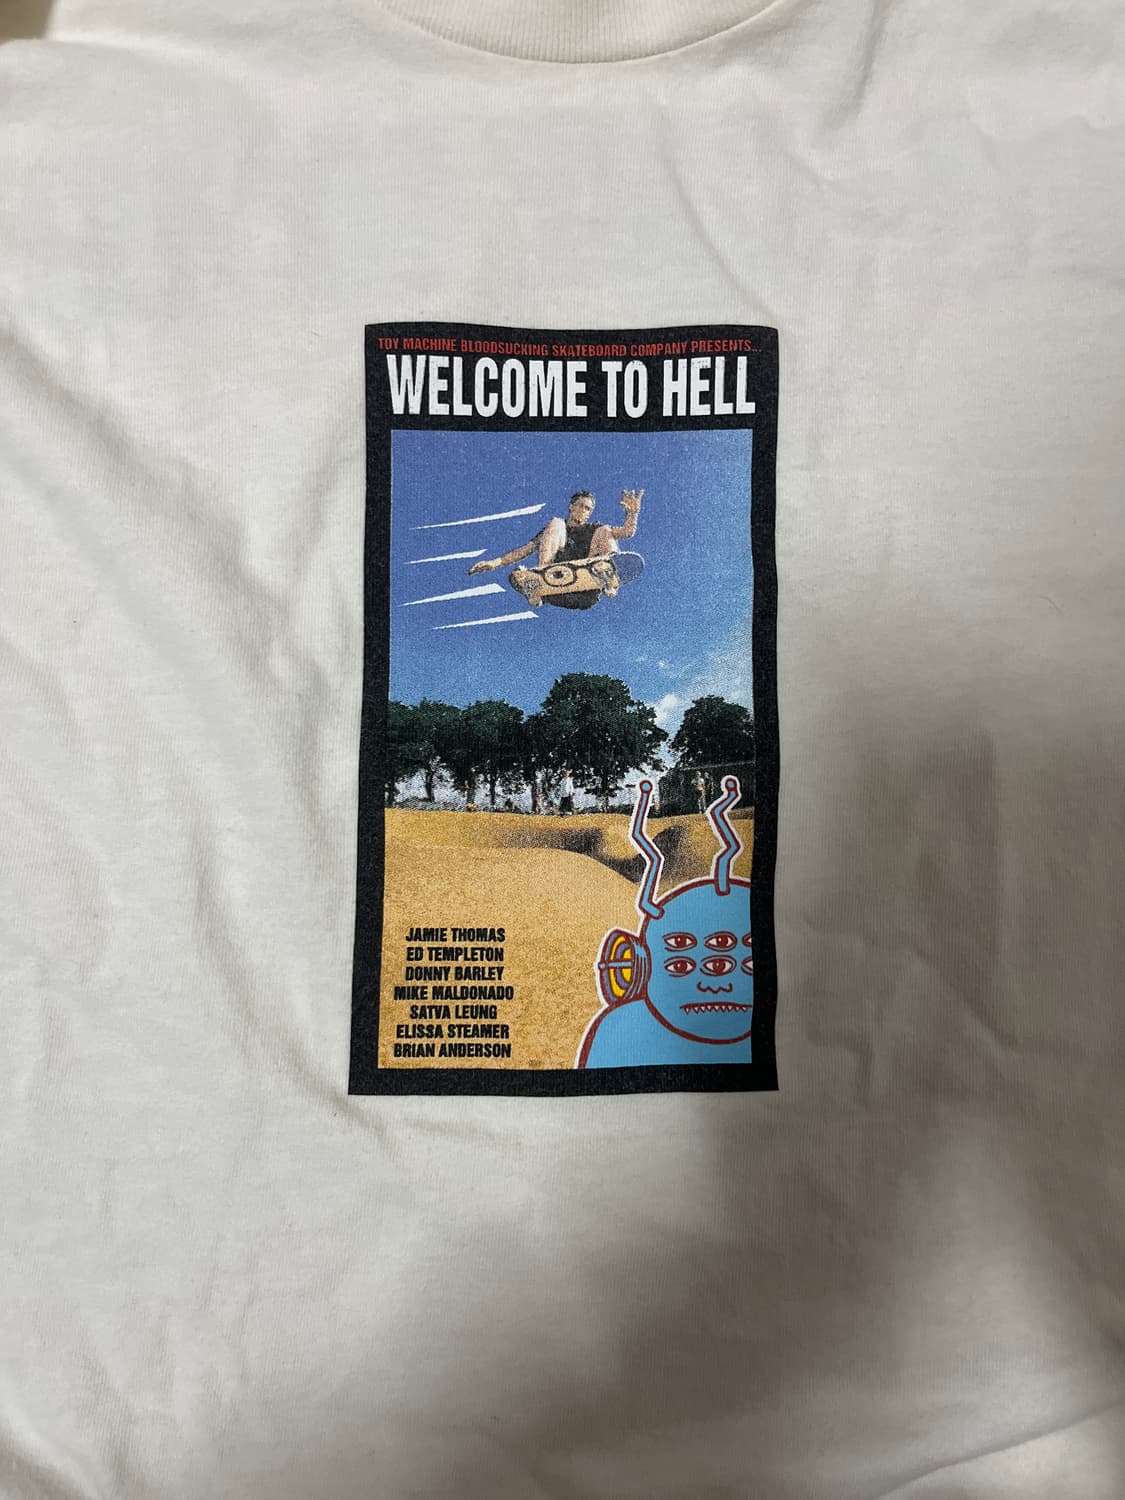 TOY MACHINE BLOODSUCKING SKATEBOARD COMPANY PRESENTS...
WELCOME TO HELL
JAMIE THOMAS
ED TEMPLETON
DONNY BARLEY
MIKE MALDONADO
SATVA LEUNG
ELISSA STEAMER
BRIAN ANDERSON